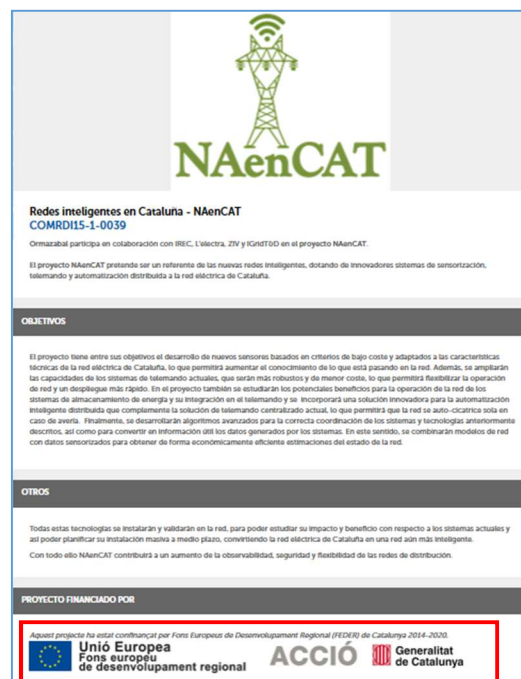 NAenCAT
Redes inteligentes en Cataluña - NAenCAT
COMRDI15-1-0039
Ormazabal participa en colaboración con IREC, L'electra, ZIV y IGridT&D en el proyecto NAenCAT.
El proyecto NAenCAT pretende ser un referente de las nuevas redes inteligentes, dotando de innovadores sistemas de sensorización,
telemando y automatización distribuida a la red eléctrica de Cataluña.
OBJETIVOS
El proyecto tiene entre sus objetivos el desarrollo de nuevos sensores basados en criterios de bajo coste y adaptados a las características
técnicas de la red eléctrica de Cataluña, lo que permitirá aumentar el conocimiento de lo que está pasando en la red. Además, se ampliarán
las capacidades de los sistemas de telemando actuales, que serán más robustos y de menor coste, lo que permitirá flexibilizar la operación
de red y un despliegue más rápido. En el proyecto también se estudiarán los potenciales beneficios para la operación de la red de los
sistemas de almacenamiento de energía y su integración en el telemando y se incorporará una solución innovadora para la automatización
inteligente distribuida que complemente la solución de telemando centralizado actual, lo que permitirá que la red se auto-cicatrice sola en
caso de avería. Finalmente, se desarrollarán algoritmos avanzados para la correcta coordinación de los sistemas y tecnologías anteriormente
descritos, así como para convertir en información útil los datos generados por los sistemas. En este sentido, se combinarán modelos de red
con datos sensorizados para obtener de forma económicamente eficiente estimaciones del estado de la red.
OTROS
Todas estas tecnologías se instalarán y validarán en la red, para poder estudiar su impacto y beneficio con respecto a los sistemas actuales y
así poder planificar su instalación masiva a medio plazo, convirtiendo la red eléctrica de Cataluña en una red aún más inteligente.
Con todo ello NAenCAT contribuirá a un aumento de la observabilidad, seguridad y flexibilidad de las redes de distribución.
PROYECTO FINANCIADO POR
Aquest projecte ha estat confinançat per Fons Europeus de Desenvolupament Regional (FEDER) de Catalunya 2014-2020.
Unió Europea
Fons europeu
de desenvolupament regional
ACCIÓ
Generalitat
de Catalunya